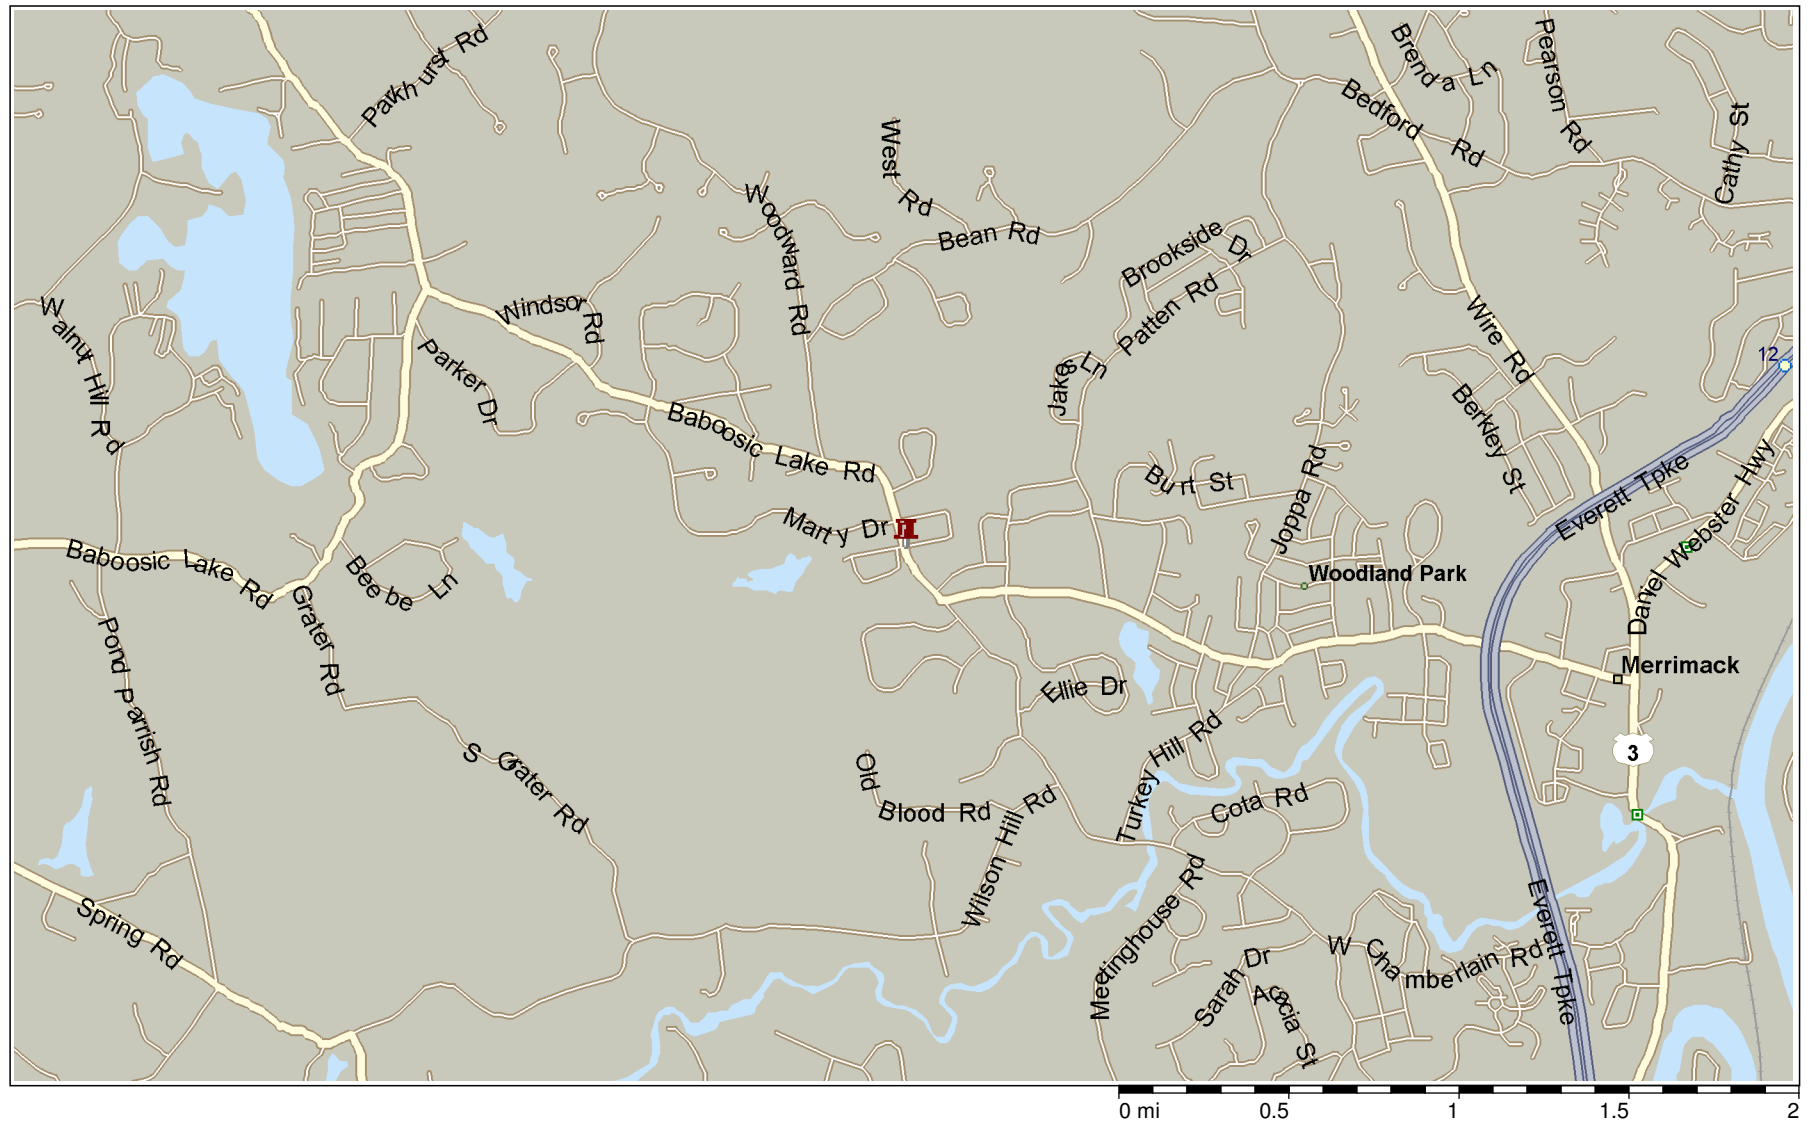 Parkhurst Rd
Brenda Ln
Pearson Rd
Bedford Rd
Cathy St
West Rd
Woodward Rd
Bean Rd
Brookside Dr
Patten Rd
Windsor Rd
Walnut Hill Rd
Parker Dr
Wire Rd
12
Jakes Ln
Berkley St
Baboosic Lake Rd
Burt St
Joppa Rd
Everett Tpke
Daniel Webster Hwy
Marty Dr
Baboosic Lake Rd
Beebe Ln
Woodland Park
Grater Rd
Pond Parrish Rd
Merrimack
Ellie Dr
Turkey Hill Rd
S Grater Rd
3
Old Blood Rd
Wilson Hill Rd
Cota Rd
Spring Rd
Meetinghouse Rd
Sarah Dr
Acacia St
W Chamberlain Rd
Everett Tpke
0 mi 0.5 1 1.5 2